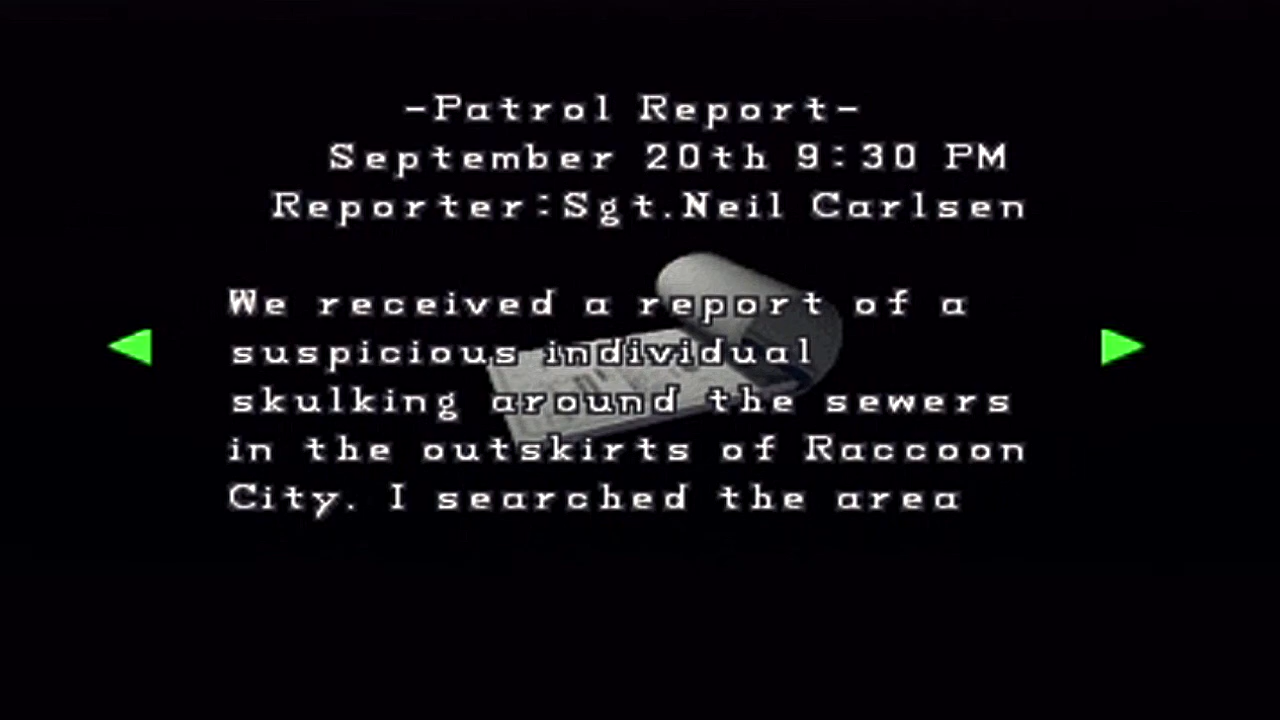 -Patrol Report-
September 20th 9:30 PM
Reporter:Sgt.Neil Carlsen
We received a report of a
suspicious individual
skulking around the sewers
in the outskirts of Raccoon
City. I searched the area